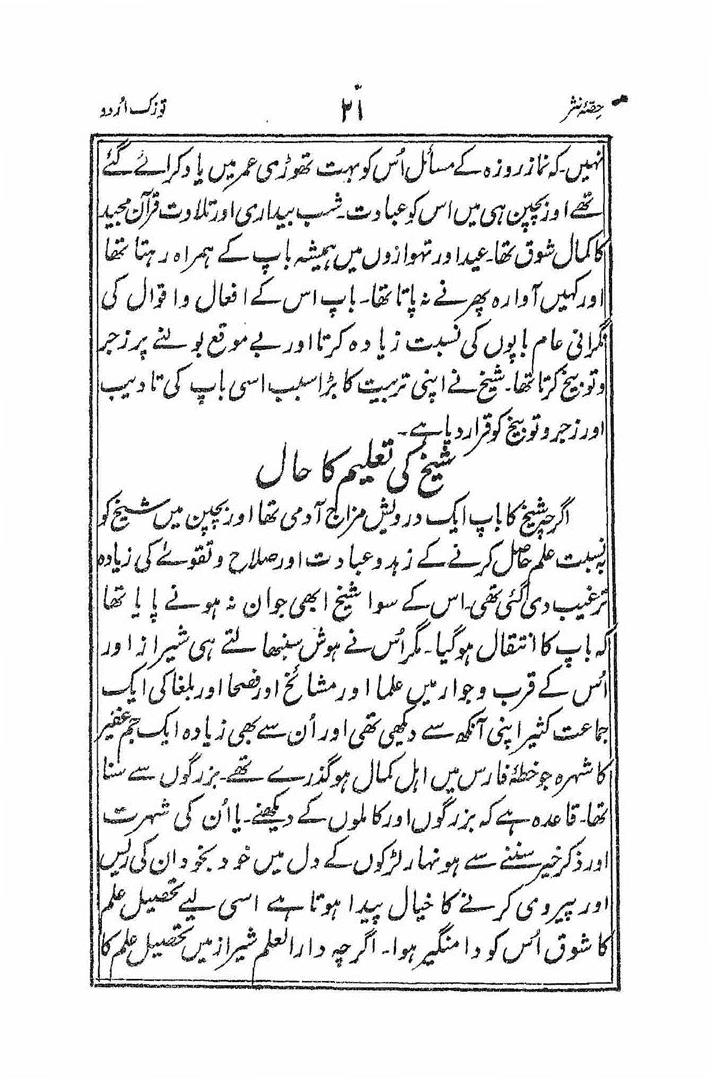 حصّۂ نثر ۲۱ توزک اُردو
نہیں۔ کہ نماز روزہ کے مسائل اُس کو بہت تھوڑی عمر میں یاد کرائے گئے
تھے اور بچپن ہی میں اس کو عبادت۔ شب بیداری اور تلاوت قرآن مجید
کا کمال شوق تھا۔ عید اور تہواروں میں ہمیشہ باپ کے ہمراہ رہتا تھا
اور کہیں آوارہ پھرنے نہ پاتا تھا۔ باپ اس کے افعال و اقوال کی
نگرانی عام باپوں کی نسبت زیادہ کرتا اور بے موقع بولنے پر زجر
و توبیخ کرتا تھا۔ شیخ نے اپنی تربیت کا بڑا سبب اسی باپ کی تادیب
اور زجر و توبیخ کو قرار دیا ہے۔
شیخ کی تعلیم کا حال
اگرچہ شیخ کا باپ ایک درویش مزاج آدمی تھا اور بچپن میں شیخ کو
بہ نسبت علم حاصل کرنے کے زہد و عبادت اور صلاح و تقوےٰ کی زیادہ
ترغیب دی گئی تھی۔ اس کے سوا شیخ ابھی جوان نہ ہونے پایا تھا
کہ باپ کا انتقال ہو گیا۔ مگر اُس نے ہوش سنبھالتے ہی شیراز اور
اُس کے قرب و جوار میں علما اور مشائخ اور فصحا اور بلغا کی ایک
جماعت کثیر اپنی آنکھ سے دیکھی تھی اور اُن سے بھی زیادہ ایک جم غفیر
کا شہرہ جو خطۂ فارس میں اہل کمال ہو گذرے تھے۔ بزرگوں سے سنا
تھا۔ قاعدہ ہے کہ بزرگوں اور کاملوں کے دیکھنے۔ یا اُن کی شہرت
اور ذکر خیر سننے سے ہونہار لڑکوں کے دل میں خود بخود ان کی ریس
اور پیروی کرنے کا خیال پیدا ہوتا ہے اسی لیے تحصیل علم
کا شوق اُس کو دامنگیر ہوا۔ اگرچہ دارالعلم شیراز میں تحصیل علم کا